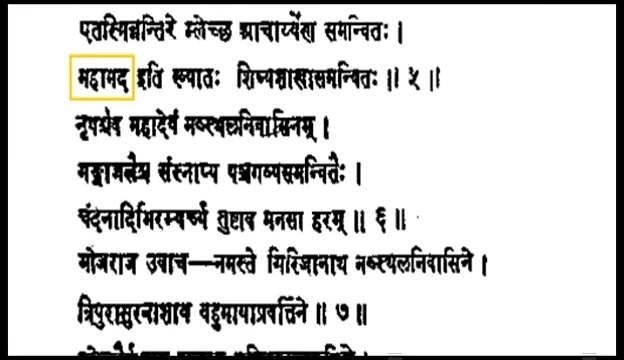 एतस्मिन्नन्तिरे म्लेच्छ आचार्य्येण समन्वितः ।
महामद इति ख्यातः शिष्यशाखासमन्वितः ॥ ५ ॥
नृपश्चैव महादेवं मरुस्थलनिवासिनम् ।
गङ्गाजलैश्च संस्नाप्य पञ्चगव्यसमन्वितैः ।
चंदनादिभिरभ्यर्च्य तुष्टाव मनसा हरम् ॥ ६ ॥
भोजराज उवाच—नमस्ते गिरिजानाथ मरुस्थलनिवासिने ।
त्रिपुरासुरनाशाय बहुमायाप्रवर्त्तिने ॥ ७ ॥